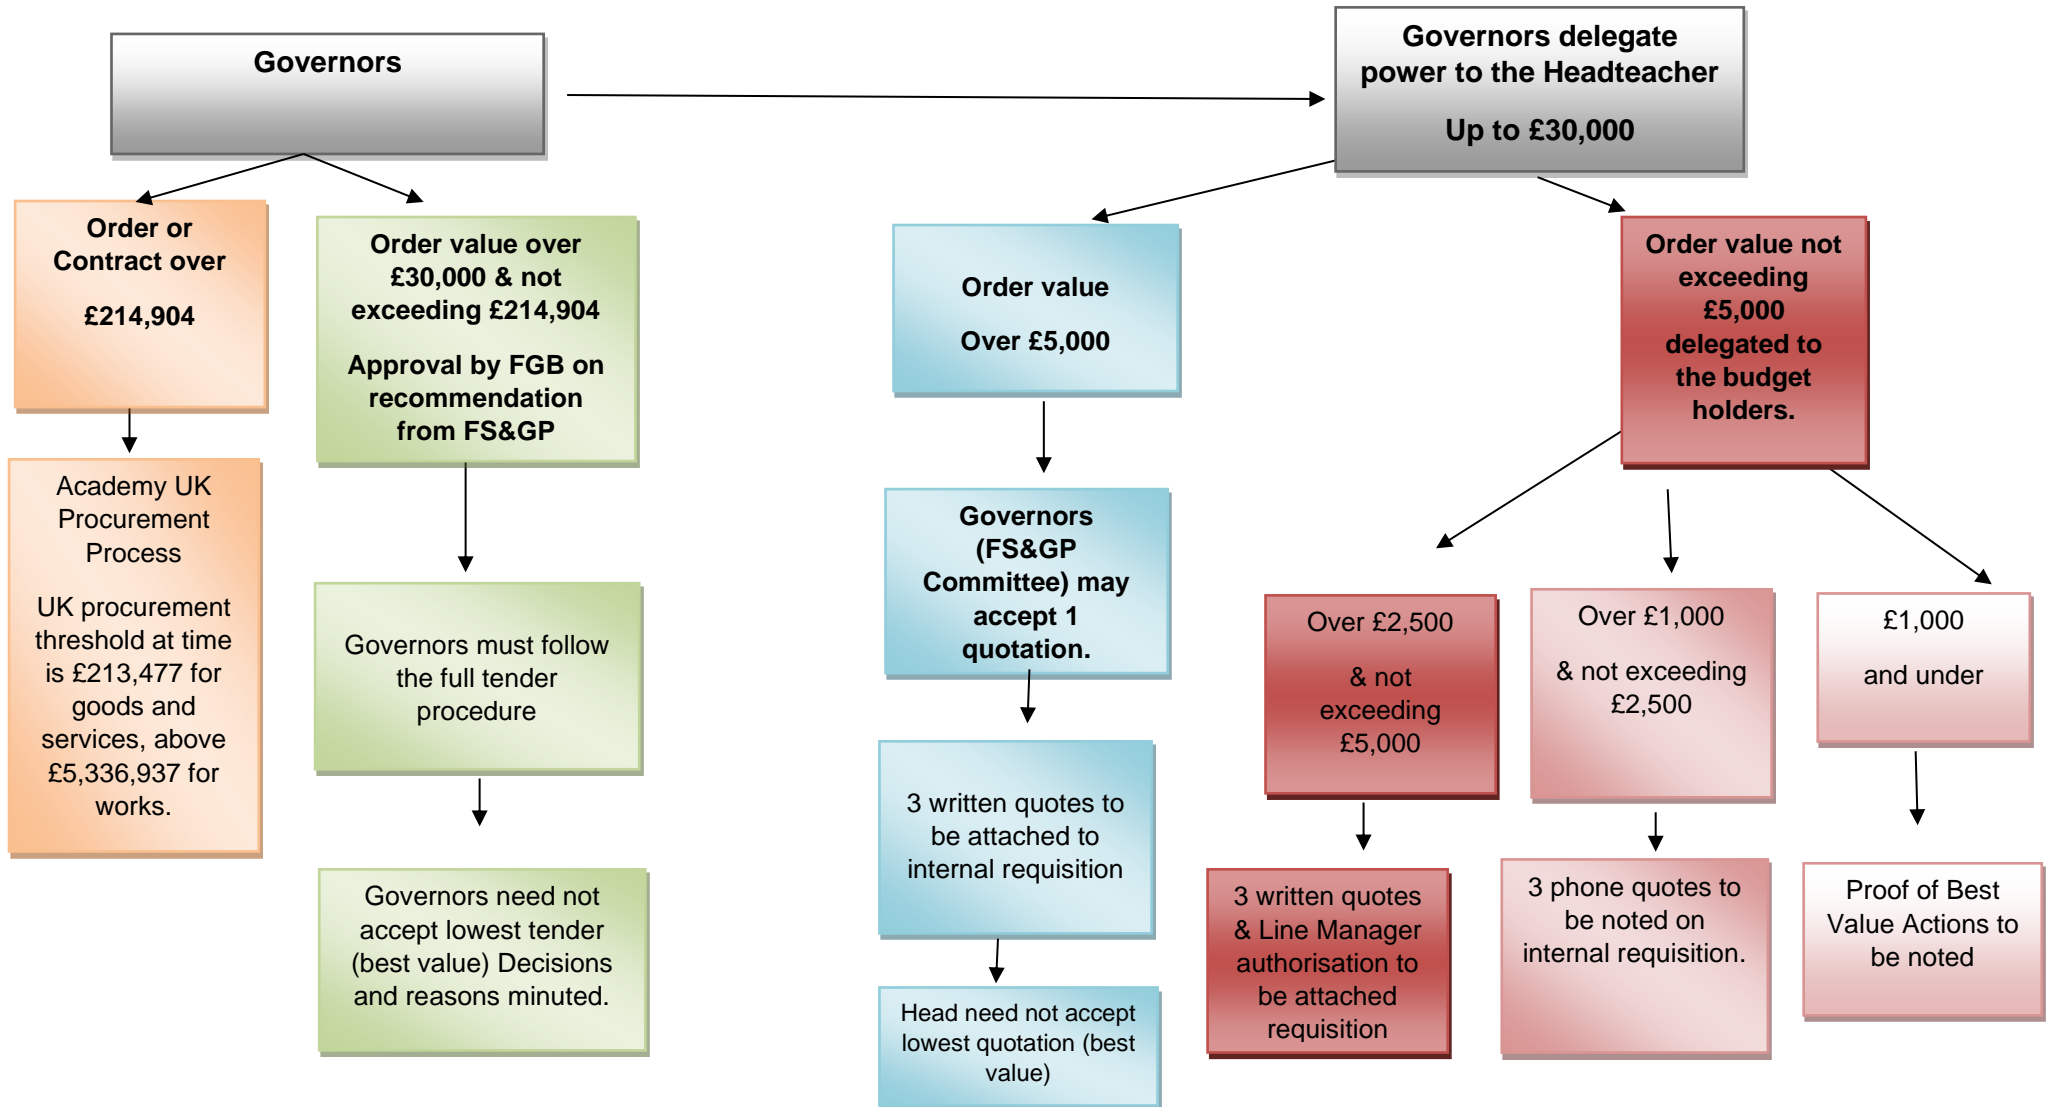 Governors
Governors delegate
power to the Headteacher
Up to £30,000
Order or
Contract over
£214,904
Order value over
£30,000 & not
exceeding £214,904
Approval by FGB on
recommendation
from FS&GP
Order value
Over £5,000
Order value not
exceeding
£5,000
delegated to
the budget
holders.
Academy UK
Procurement
Process
UK procurement
threshold at time
is £213,477 for
goods and
services, above
£5,336,937 for
works.
Governors must follow
the full tender
procedure
Governors need not
accept lowest tender
(best value) Decisions
and reasons minuted.
Governors
(FS&GP
Committee) may
accept 1
quotation.
3 written quotes to
be attached to
internal requisition
Head need not accept
lowest quotation (best
value)
Over £2,500
& not
exceeding
£5,000
3 written quotes
& Line Manager
authorisation to
be attached
requisition
Over £1,000
& not exceeding
£2,500
3 phone quotes to
be noted on
internal requisition.
£1,000
and under
Proof of Best
Value Actions to
be noted